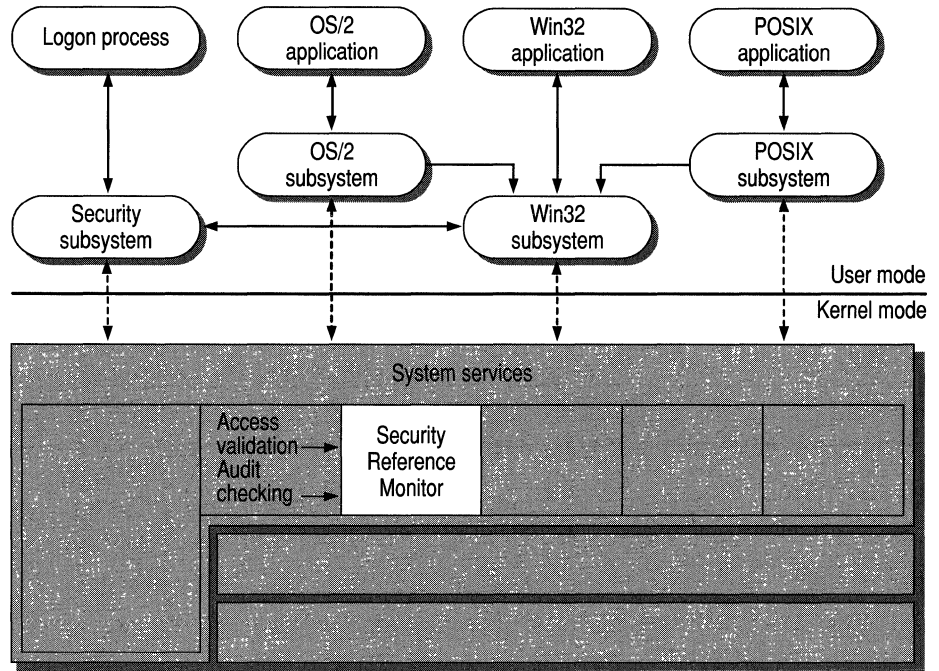 Logon process
OS/2
application
Win32
application
POSIX
application
OS/2
subsystem
POSIX
subsystem
Security
subsystem
Win32
subsystem
User mode
Kernel mode
System services
Access
validation
Audit
checking
Security
Reference
Monitor